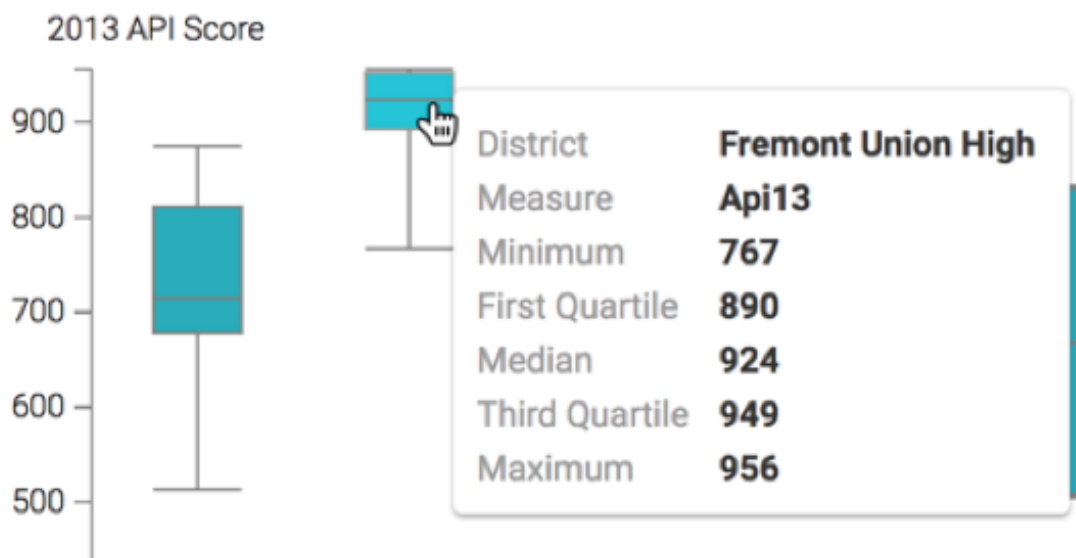 2013 API Score
900
800
700
600
500
District Fremont Union High
Measure Api13
Minimum 767
First Quartile 890
Median 924
Third Quartile 949
Maximum 956